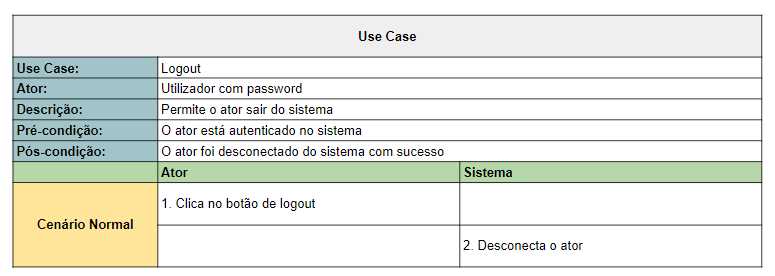 Use Case
Use Case: Logout
Ator: Utilizador com password
Descrição: Permite o ator sair do sistema
Pré-condição: O ator está autenticado no sistema
Pós-condição: O ator foi desconectado do sistema com sucesso
Ator Sistema
Cenário Normal
1. Clica no botão de logout
2. Desconecta o ator